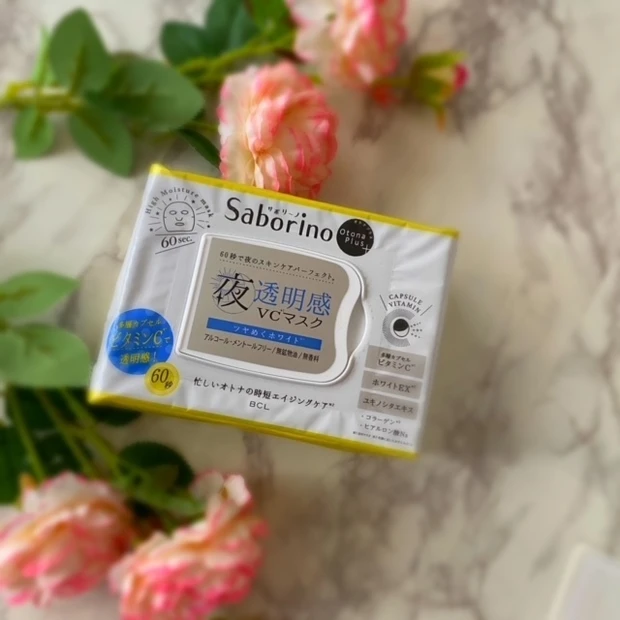 High Moisture mask
60 sec.
サボリーノ
Saborino
Otona
Plus+
60秒で夜のスキンケアパーフェクト。
夜 透明感
VCマスク
ツヤめくホワイト
アルコール・メントールフリー/無鉱物油/無香料
多層カプセル
ビタミンCで
透明感!
60秒
忙しいオトナの時短エイジングケア
BCL
CAPSULE
VITAMIN
多層カプセル
ビタミンC
ホワイトEX
ユキノシタエキス
・コラーゲン
・ヒアルロン酸Na